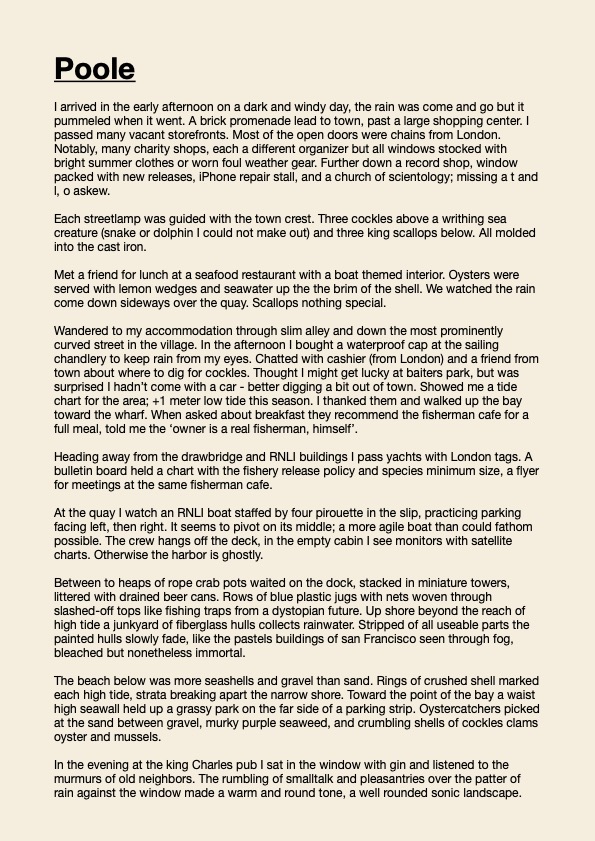 Poole
I arrived in the early afternoon on a dark and windy day, the rain was come and go but it
pummeled when it went. A brick promenade lead to town, past a large shopping center. I
passed many vacant storefronts. Most of the open doors were chains from London.
Notably, many charity shops, each a different organizer but all windows stocked with
bright summer clothes or worn foul weather gear. Further down a record shop, window
packed with new releases, iPhone repair stall, and a church of scientology; missing a t and
l, o askew.
Each streetlamp was guided with the town crest. Three cockles above a writhing sea
creature (snake or dolphin I could not make out) and three king scallops below. All molded
into the cast iron.
Met a friend for lunch at a seafood restaurant with a boat themed interior. Oysters were
served with lemon wedges and seawater up the the brim of the shell. We watched the rain
come down sideways over the quay. Scallops nothing special.
Wandered to my accommodation through slim alley and down the most prominently
curved street in the village. In the afternoon I bought a waterproof cap at the sailing
chandlery to keep rain from my eyes. Chatted with cashier (from London) and a friend from
town about where to dig for cockles. Thought I might get lucky at baiters park, but was
surprised I hadn't come with a car - better digging a bit out of town. Showed me a tide
chart for the area; +1 meter low tide this season. I thanked them and walked up the bay
toward the wharf. When asked about breakfast they recommend the fisherman cafe for a
full meal, told me the ‘owner is a real fisherman, himself’.
Heading away from the drawbridge and RNLI buildings I pass yachts with London tags. A
bulletin board held a chart with the fishery release policy and species minimum size, a flyer
for meetings at the same fisherman cafe.
At the quay I watch an RNLI boat staffed by four pirouette in the slip, practicing parking
facing left, then right. It seems to pivot on its middle; a more agile boat than could fathom
possible. The crew hangs off the deck, in the empty cabin I see monitors with satellite
charts. Otherwise the harbor is ghostly.
Between to heaps of rope crab pots waited on the dock, stacked in miniature towers,
littered with drained beer cans. Rows of blue plastic jugs with nets woven through
slashed-off tops like fishing traps from a dystopian future. Up shore beyond the reach of
high tide a junkyard of fiberglass hulls collects rainwater. Stripped of all useable parts the
painted hulls slowly fade, like the pastels buildings of san Francisco seen through fog,
bleached but nonetheless immortal.
The beach below was more seashells and gravel than sand. Rings of crushed shell marked
each high tide, strata breaking apart the narrow shore. Toward the point of the bay a waist
high seawall held up a grassy park on the far side of a parking strip. Oystercatchers picked
at the sand between gravel, murky purple seaweed, and crumbling shells of cockles clams
oyster and mussels.
In the evening at the king Charles pub I sat in the window with gin and listened to the
murmurs of old neighbors. The rumbling of smalltalk and pleasantries over the patter of
rain against the window made a warm and round tone, a well rounded sonic landscape.